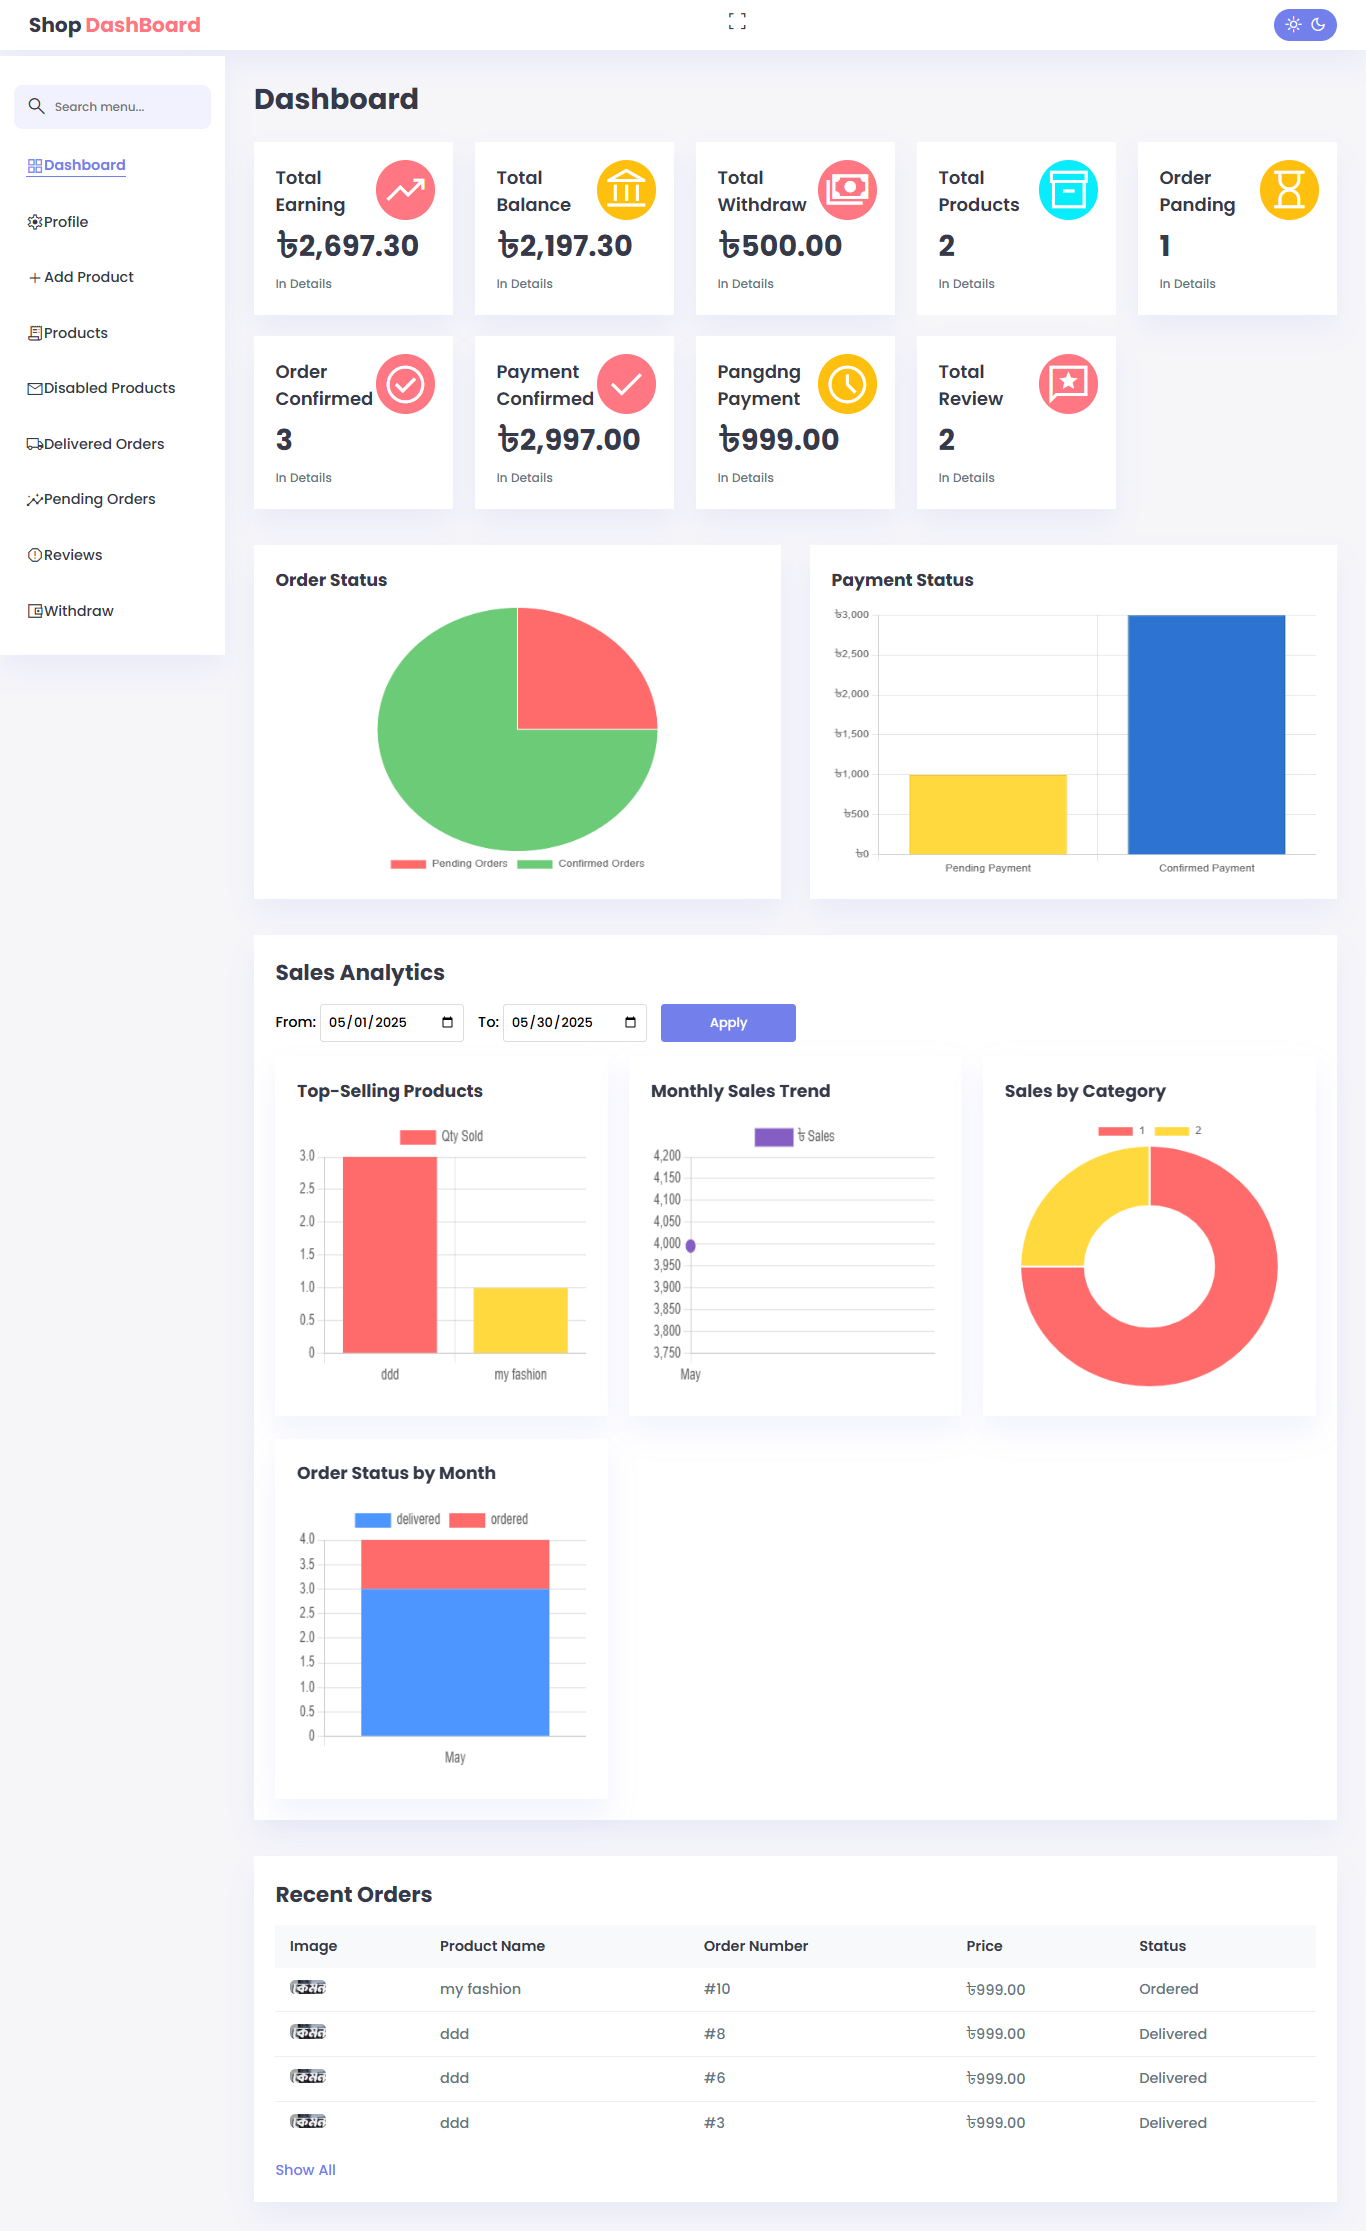 Shop DashBoard
Search menu...
Dashboard
Profile
Add Product
Products
Disabled Products
Delivered Orders
Pending Orders
Reviews
Withdraw
Dashboard
Total Earning
৳2,697.30
In Details
Total Balance
৳2,197.30
In Details
Total Withdraw
৳500.00
In Details
Total Products
2
In Details
Order Panding
1
In Details
Order Confirmed
3
In Details
Payment Confirmed
৳2,997.00
In Details
Pangdng Payment
৳999.00
In Details
Total Review
2
In Details
Order Status
Pending Orders Confirmed Orders
Payment Status
৳3,000
৳2,500
৳2,000
৳1,500
৳1,000
৳500
৳0
Pending Payment Confirmed Payment
Sales Analytics
From: 05/01/2025 To: 05/30/2025 Apply
Top-Selling Products
Qty Sold
3.0
2.5
2.0
1.5
1.0
0.5
0
ddd my fashion
Monthly Sales Trend
৳ Sales
4,200
4,150
4,100
4,050
4,000
3,950
3,900
3,850
3,800
3,750
May
Sales by Category
1 2
Order Status by Month
delivered ordered
4.0
3.5
3.0
2.5
2.0
1.5
1.0
0.5
0
May
Recent Orders
Image Product Name Order Number Price Status
my fashion #10 ৳999.00 Ordered
ddd #8 ৳999.00 Delivered
ddd #6 ৳999.00 Delivered
ddd #3 ৳999.00 Delivered
Show All